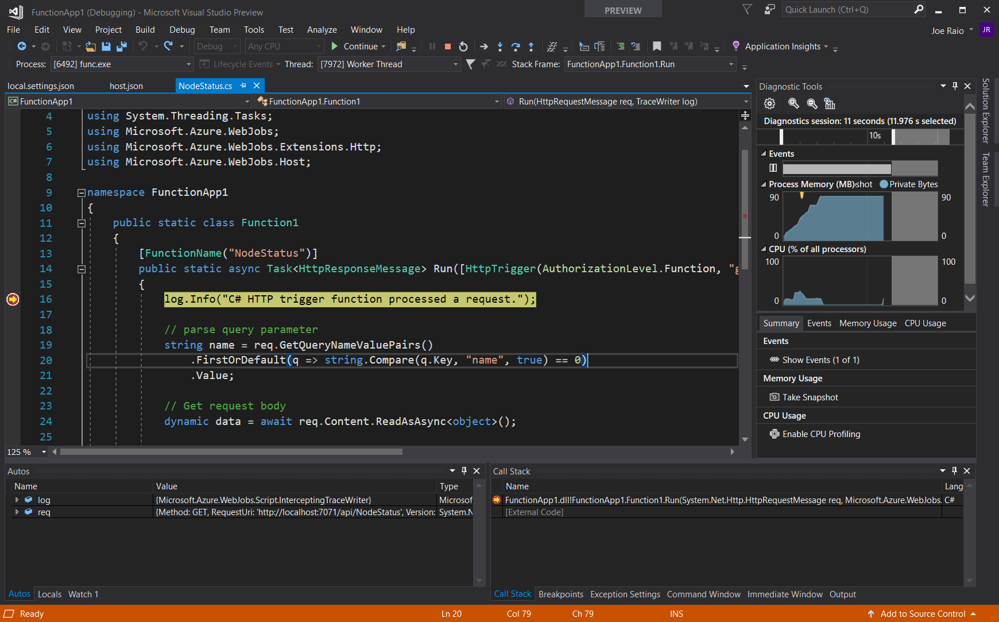 FunctionApp1 (Debugging) - Microsoft Visual Studio Preview
PREVIEW
Quick Launch (Ctrl+Q)
File Edit View Project Build Debug Team Tools Test Analyze Window Help
Joe Raio JR
Debug Any CPU Continue Application Insights
Process: [6492] func.exe Lifecycle Events Thread: [7972] Worker Thread Stack Frame: FunctionApp1.Function1.Run
local.settings.json host.json NodeStatus.cs
C# FunctionApp1 FunctionApp1.Function1 Run(HttpRequestMessage req, TraceWriter log)
4 using System.Threading.Tasks;
5 using Microsoft.Azure.WebJobs;
6 using Microsoft.Azure.WebJobs.Extensions.Http;
7 using Microsoft.Azure.WebJobs.Host;
8
9 namespace FunctionApp1
10 {
11 public static class Function1
12 {
13 [FunctionName("NodeStatus")]
14 public static async Task<HttpResponseMessage> Run([HttpTrigger(AuthorizationLevel.Function, "g
15 {
16 log.Info("C# HTTP trigger function processed a request.");
17
18 // parse query parameter
19 string name = req.GetQueryNameValuePairs()
20 .FirstOrDefault(q => string.Compare(q.Key, "name", true) == 0)
21 .Value;
22
23 // Get request body
24 dynamic data = await req.Content.ReadAsAsync<object>();
25
125 %
Diagnostic Tools
Diagnostics session: 11 seconds (11.976 s selected)
10s
Events
Process Memory (MB) shot Private Bytes
90 90
0 0
CPU (% of all processors)
100 100
0 0
Summary Events Memory Usage CPU Usage
Events
Show Events (1 of 1)
Memory Usage
Take Snapshot
CPU Usage
Enable CPU Profiling
Solution Explorer
Team Explorer
Autos
Name Value Type
log {Microsoft.Azure.WebJobs.Script.InterceptingTraceWriter} Microsof
req {Method: GET, RequestUri: 'http://localhost:7071/api/NodeStatus', Version: System.N
Autos Locals Watch 1
Call Stack
Name Lang
FunctionApp1.dll!FunctionApp1.Function1.Run(System.Net.Http.HttpRequestMessage req, Microsoft.Azure.WebJobs. C#
[External Code]
Call Stack Breakpoints Exception Settings Command Window Immediate Window Output
Ready Ln 20 Col 79 Ch 79 INS Add to Source Control